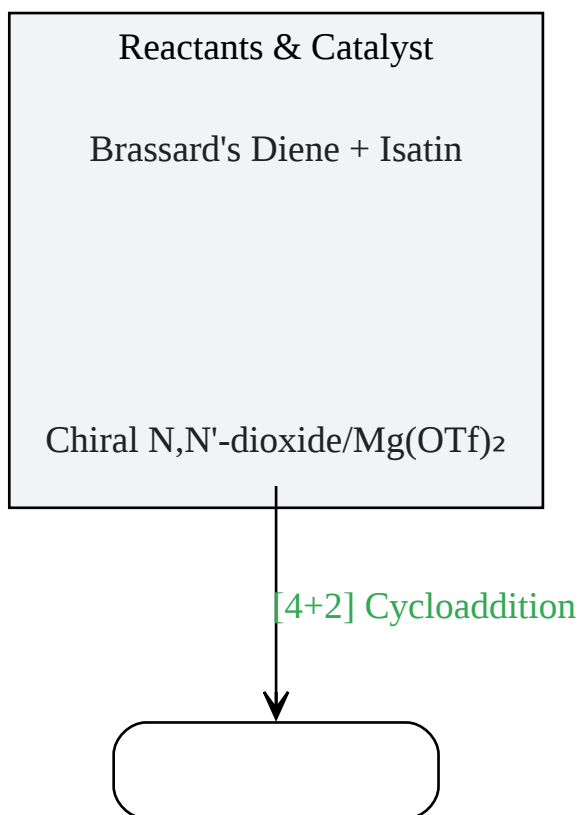 Reactants & Catalyst
Brassard's Diene + Isatin
Chiral N,N'-dioxide/Mg(OTf)₂
[4+2] Cycloaddition